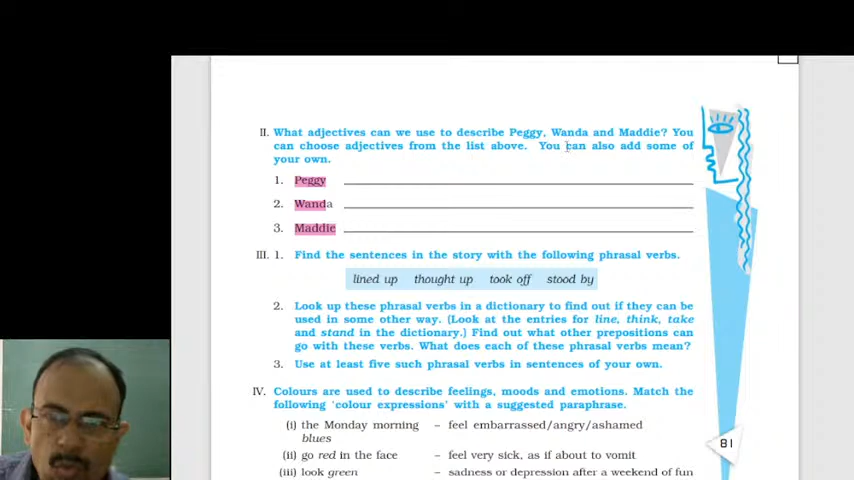 II. What adjectives can we use to describe Peggy, Wanda and Maddie? You
can choose adjectives from the list above. You can also add some of
your own.
1. Peggy
2. Wanda
3. Maddie
III. 1. Find the sentences in the story with the following phrasal verbs.
lined up thought up took off stood by
2. Look up these phrasal verbs in a dictionary to find out if they can be
used in some other way. (Look at the entries for line, think, take
and stand in the dictionary.) Find out what other prepositions can
go with these verbs. What does each of these phrasal verbs mean?
3. Use at least five such phrasal verbs in sentences of your own.
IV. Colours are used to describe feelings, moods and emotions. Match the
following ‘colour expressions’ with a suggested paraphrase.
(i) the Monday morning – feel embarrassed/angry/ashamed
blues
(ii) go red in the face – feel very sick, as if about to vomit
(iii) look green – sadness or depression after a weekend of fun
81